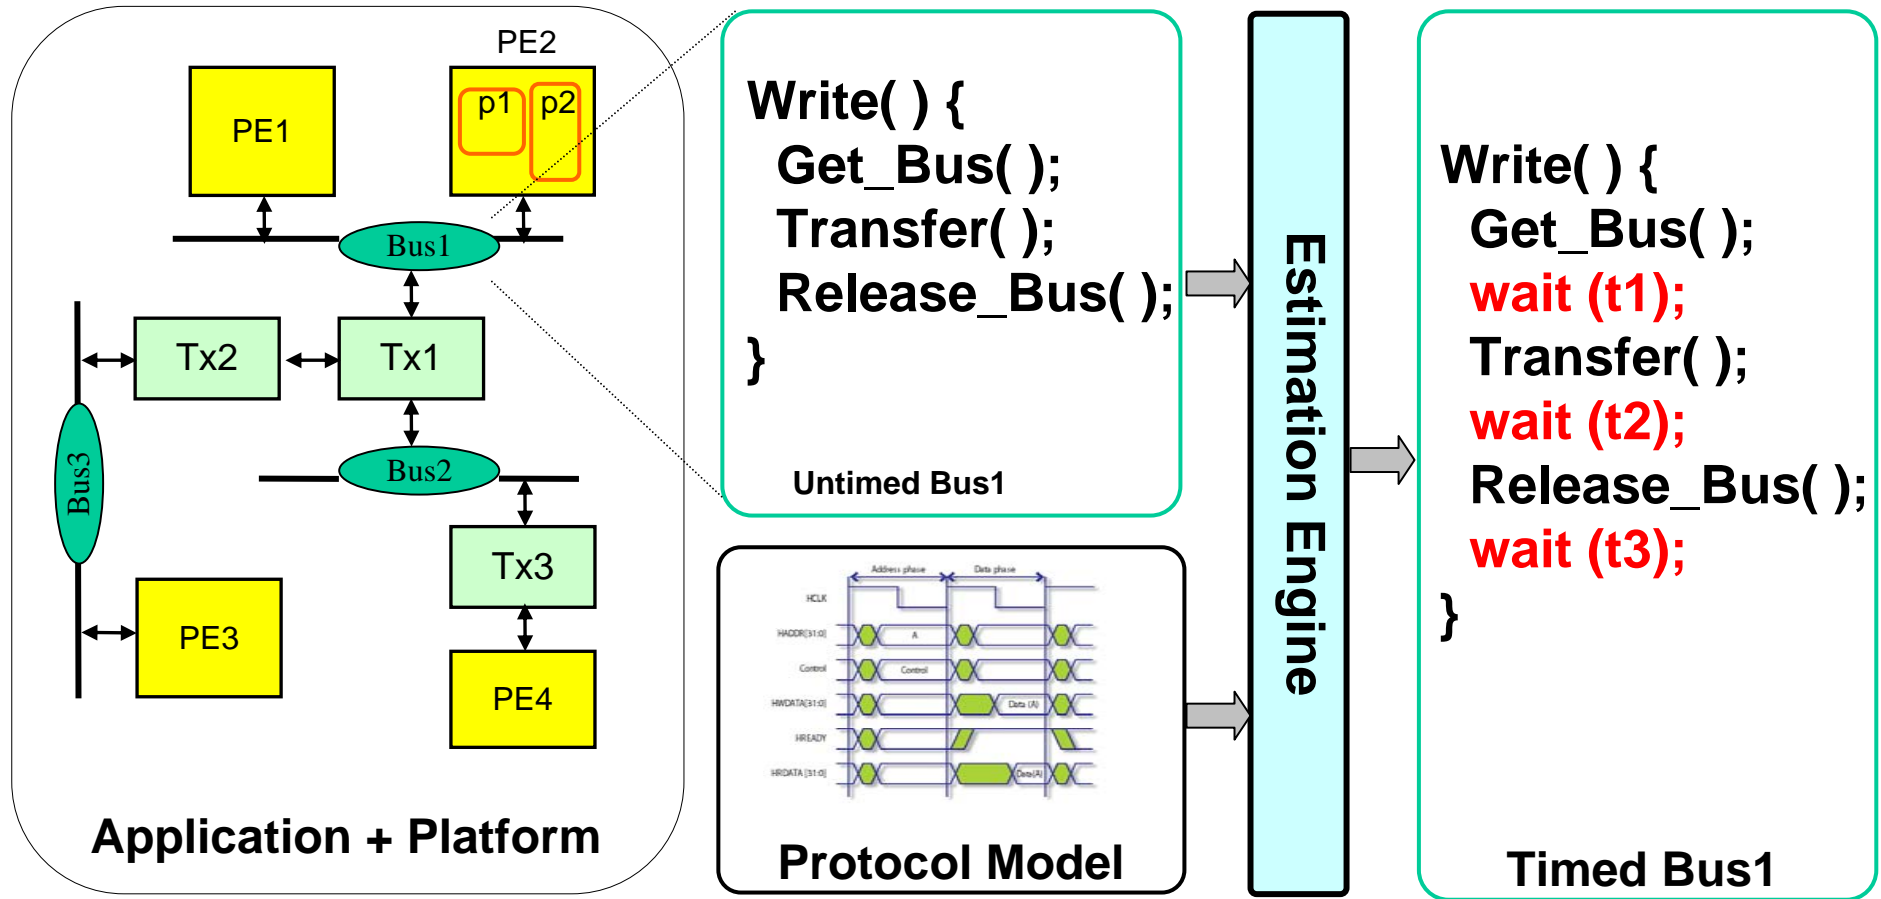 PE2
PE1
p1
p2
Bus1
Tx2
Tx1
Bus3
Bus2
Tx3
PE3
PE4
Application + Platform
Write( ) {
Get_Bus( );
Transfer( );
Release_Bus( );
}
Untimed Bus1
Address phase
Data phase
HCLK
HADDR[31:0]
A
Control
Control
HWDATA[31:0]
Data (A)
HREADY
HRDATA [31:0]
Data(A)
Protocol Model
Estimation Engine
Write( ) {
Get_Bus( );
wait (t1);
Transfer( );
wait (t2);
Release_Bus( );
wait (t3);
}
Timed Bus1